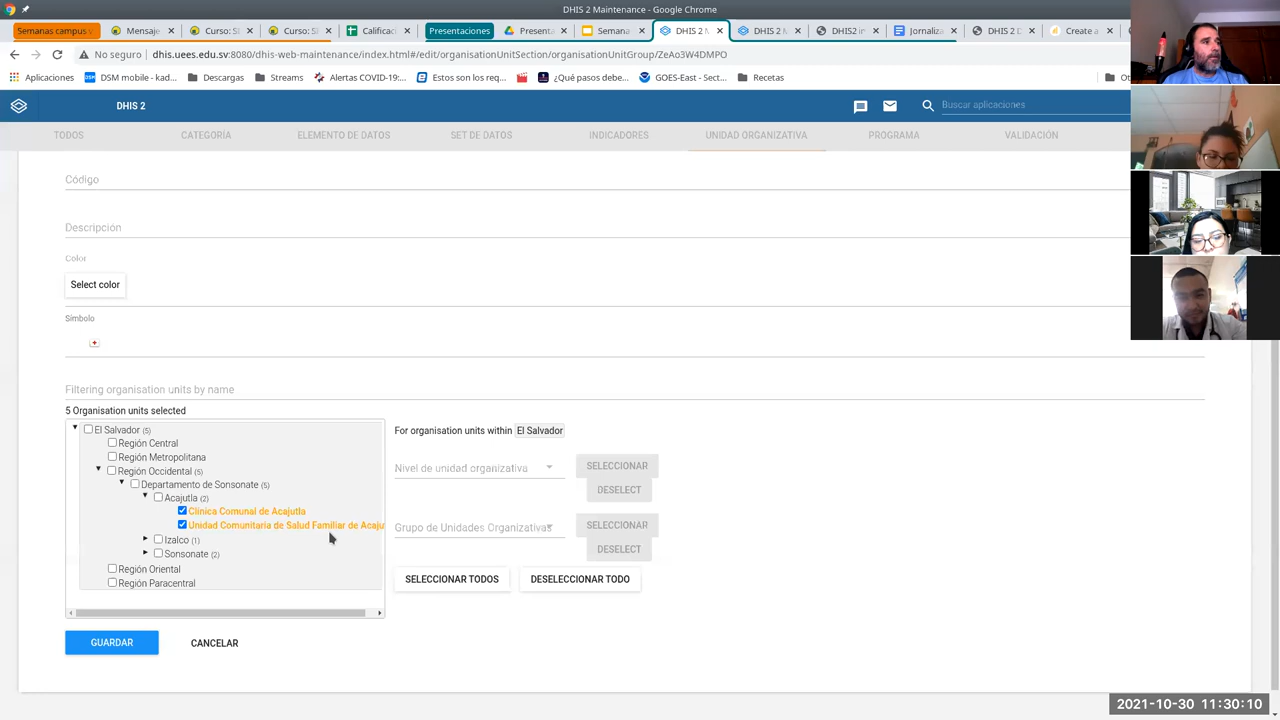 DHIS 2 Maintenance - Google Chrome
Semanas campus v
Mensaje
Curso: St
Curso: SI
Calificac
Presentaciones
Presenta
Semana
DHIS2 M
DHIS2 M
DHIS2 in
Jornaliza
DHIS 2 D
Create a
No seguro
dhis.uees.edu.sv:8080/dhis-web-maintenance/index.html#/edit/organisationUnitSection/organisationUnitGroup/ZeAo3W4DMPO
Aplicaciones
DSM mobile - kad...
Descargas
Streams
Alertas COVID-19:...
Estos son los req...
¿Qué pasos debe...
GOES-East - Sect...
Recetas
DHIS 2
Buscar aplicaciones
TODOS
CATEGORÍA
ELEMENTO DE DATOS
SET DE DATOS
INDICADORES
UNIDAD ORGANIZATIVA
PROGRAMA
VALIDACIÓN
Código
Descripción
Color
Select color
Símbolo
Filtering organisation units by name
5 Organisation units selected
El Salvador (5)
Región Central
Región Metropolitana
Región Occidental (5)
Departamento de Sonsonate (5)
Acajutla (2)
Clínica Comunal de Acajutla
Unidad Comunitaria de Salud Familiar de Acaju
Izalco (1)
Sonsonate (2)
Región Oriental
Región Paracentral
For organisation units within El Salvador
Nivel de unidad organizativa
SELECCIONAR
DESELECT
Grupo de Unidades Organizativas
SELECCIONAR
DESELECT
SELECCIONAR TODOS
DESELECCIONAR TODO
GUARDAR
CANCELAR
2021-10-30 11:30:10